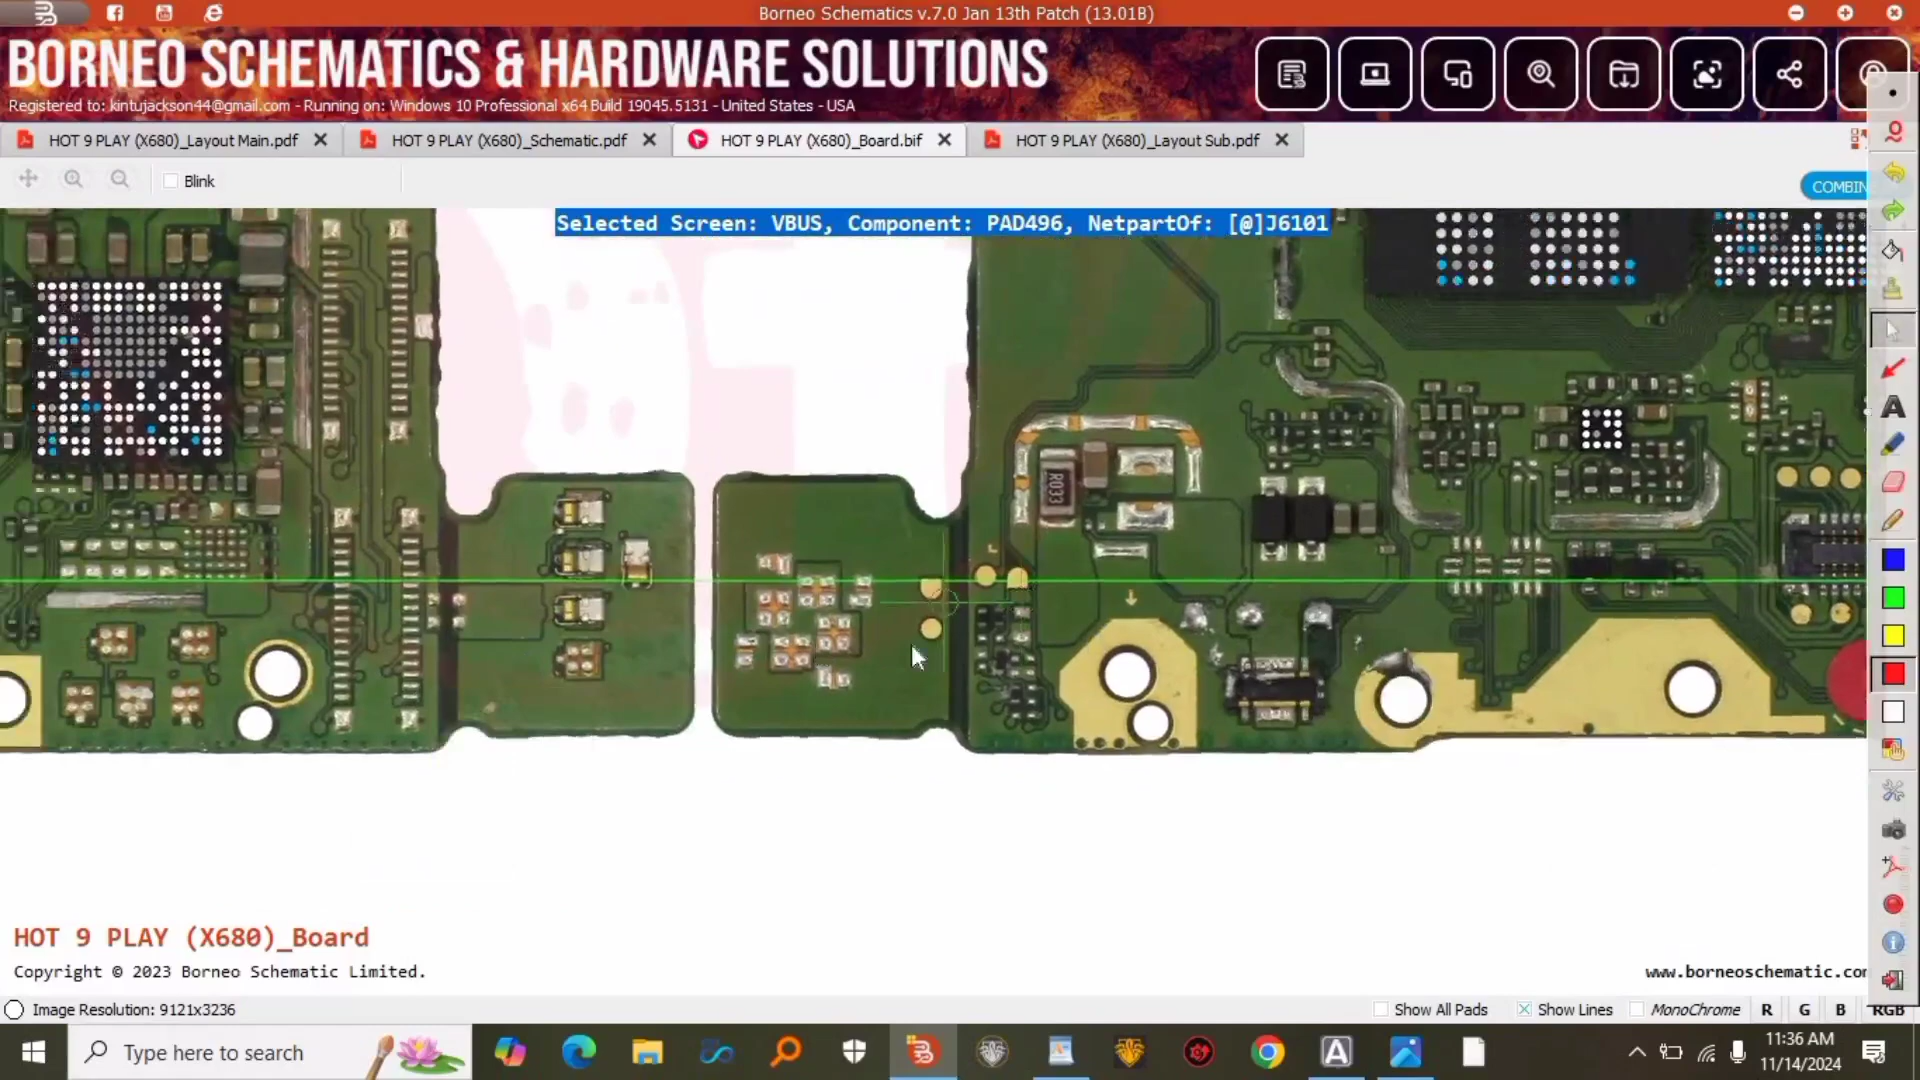 Borneo Schematics v.7.0 Jan 13th Patch (13.01B)
BORNEO SCHEMATICS & HARDWARE SOLUTIONS
Registered to: kintujackson44@gmail.com - Running on: Windows 10 Professional x64 Build 19045.5131 - United States - USA
HOT 9 PLAY (X680)_Layout Main.pdf
HOT 9 PLAY (X680)_Schematic.pdf
HOT 9 PLAY (X680)_Board.bif
HOT 9 PLAY (X680)_Layout Sub.pdf
Blink
COMBIN
Selected Screen: VBUS, Component: PAD496, NetpartOf: [@]J6101
R033
HOT 9 PLAY (X680)_Board
Copyright © 2023 Borneo Schematic Limited.
www.borneoschematic.com
Image Resolution: 9121x3236
Show All Pads
Show Lines
MonoChrome
R
G
B
RGB
Type here to search
11:36 AM
11/14/2024